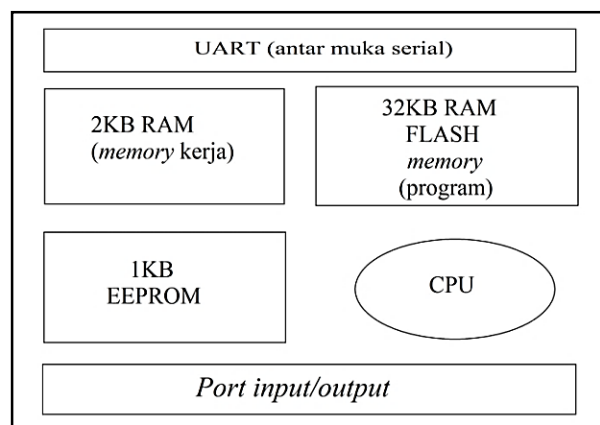 UART (antar muka serial)
2KB RAM
(memory kerja)
32KB RAM
FLASH
memory
(program)
1KB
EEPROM
CPU
Port input/output